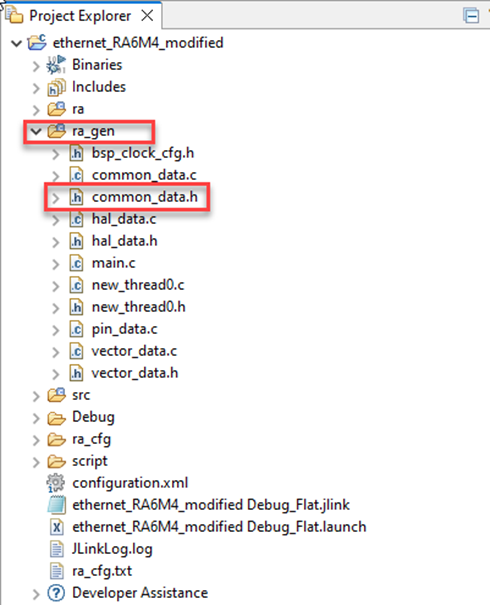 Project Explorer
ethernet_RA6M4_modified
Binaries
Includes
ra
ra_gen
bsp_clock_cfg.h
common_data.c
common_data.h
hal_data.c
hal_data.h
main.c
new_thread0.c
new_thread0.h
pin_data.c
vector_data.c
vector_data.h
src
Debug
ra_cfg
script
configuration.xml
ethernet_RA6M4_modified Debug_Flat.jlink
ethernet_RA6M4_modified Debug_Flat.launch
JLinkLog.log
ra_cfg.txt
Developer Assistance